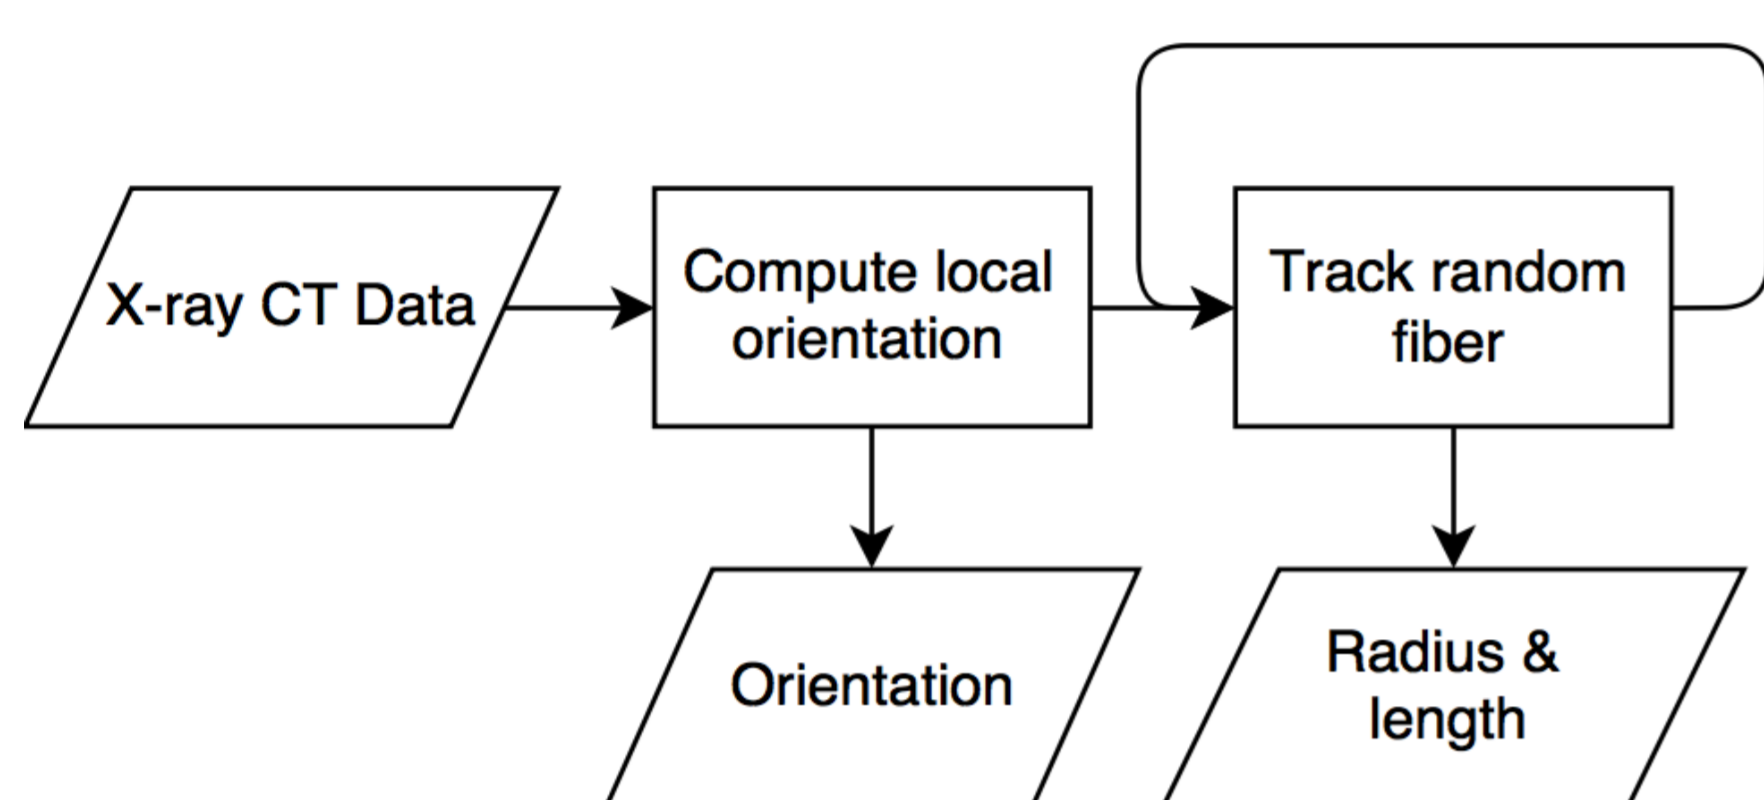 X-ray CT Data
Compute local
orientation
Track random
fiber
Orientation
Radius &
length